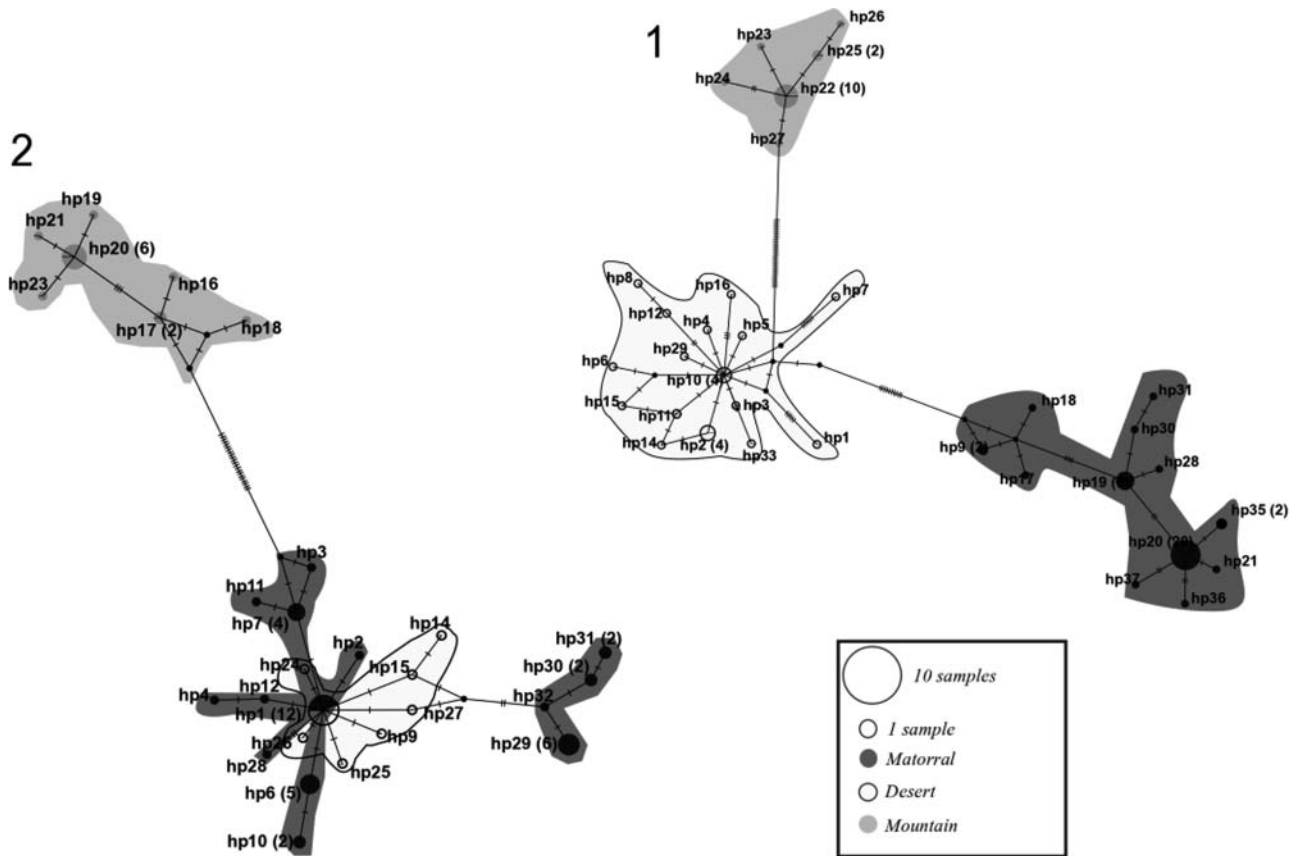 1
hp26
hp23
hp25 (2)
hp24
hp22 (10)
hp27
2
hp19
hp21
hp20 (6)
hp23
hp16
hp17 (2)
hp18
hp8
hp16
hp7
hp12
hp4
hp5
hp29
hp6
hp10 (4)
hp15
hp11
hp3
hp14
hp2 (4)
hp33
hp1
hp18
hp31
hp9 (2)
hp30
hp17
hp28
hp19
hp35 (2)
hp20
hp21
hp37
hp36
hp3
hp11
hp7 (4)
hp14
hp2
hp24
hp15
hp31 (2)
hp30 (2)
hp4
hp12
hp32
hp1 (12)
hp27
hp26
hp9
hp29 (6)
hp28
hp25
hp6 (5)
hp10 (2)
10 samples
1 sample
Matorral
Desert
Mountain